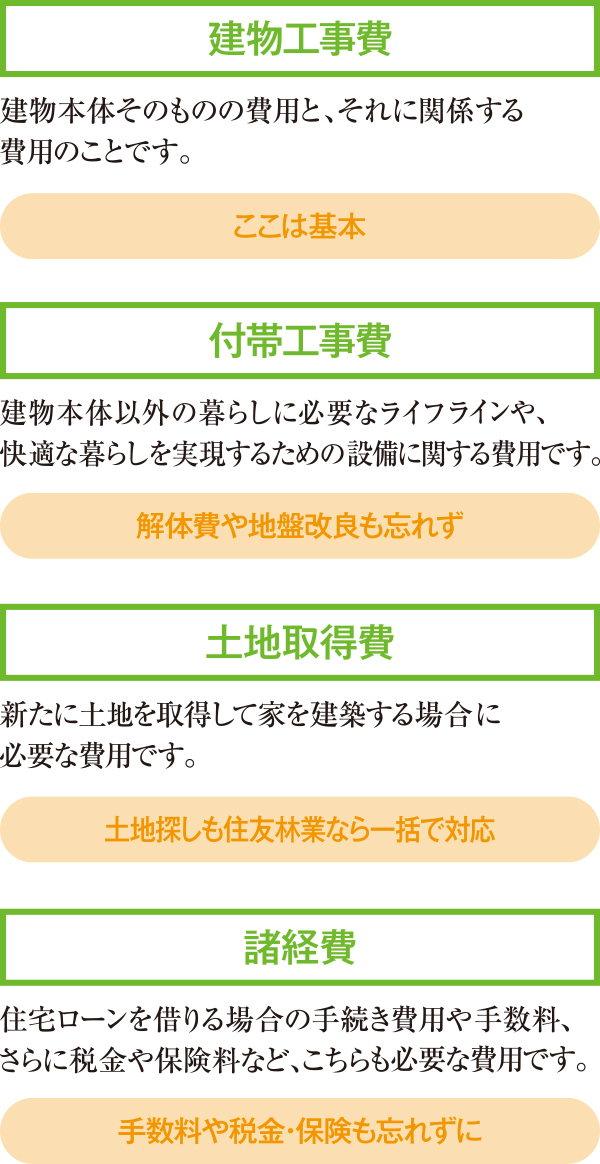 建物工事費
建物本体そのものの費用と、それに関係する
費用のことです。
ここは基本
付帯工事費
建物本体以外の暮らしに必要なライフラインや、
快適な暮らしを実現するための設備に関する費用です。
解体費や地盤改良も忘れず
土地取得費
新たに土地を取得して家を建築する場合に
必要な費用です。
土地探しも住友林業なら一括で対応
諸経費
住宅ローンを借りる場合の手続き費用や手数料、
さらに税金や保険料など、こちらも必要な費用です。
手数料や税金・保険も忘れずに